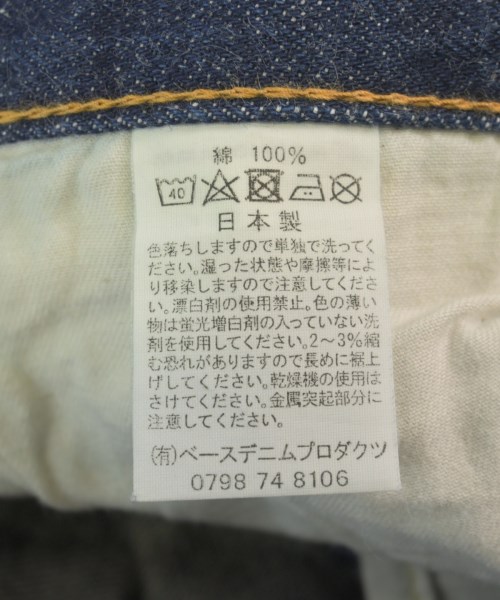 綿 100%
40
日本製
色落ちしますので単独で洗ってく
ださい。湿った状態や摩擦等によ
り移染しますので注意してくださ
い。漂白剤の使用禁止。色の薄い
物は蛍光増白剤の入っていない洗
剤を使用してください。2~3%縮
む恐れがありますので長めに裾上
げしてください。乾燥機の使用は
さけてください。金属突起部分に
注意してください。
(有)ベースデニムプロダクツ
0798 74 8106